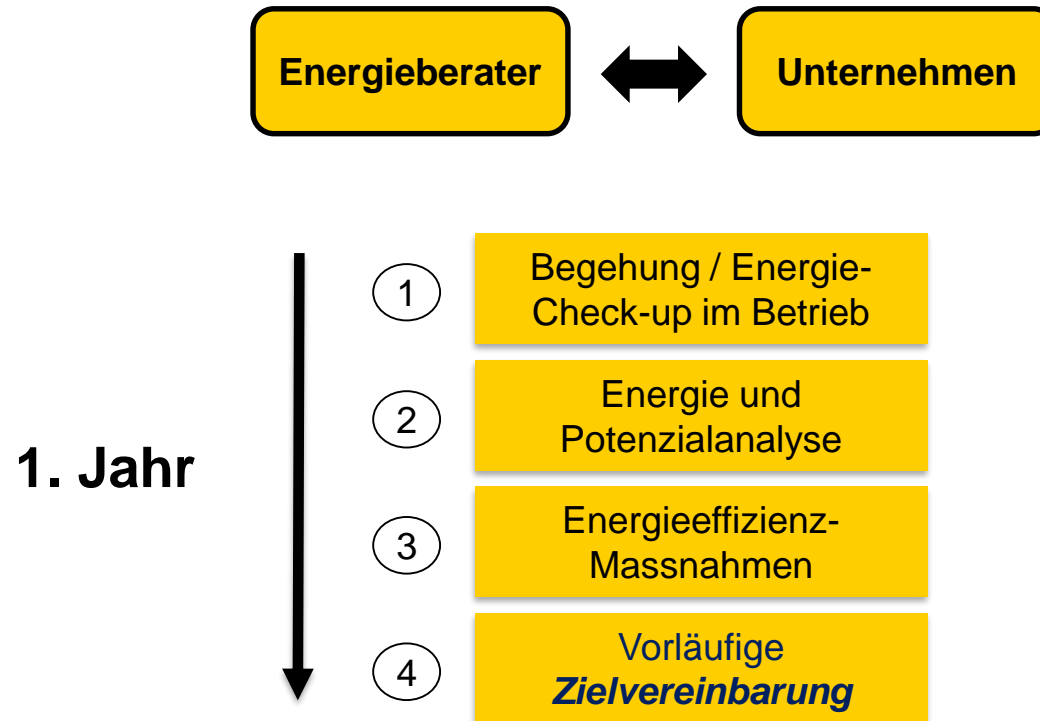 Energieberater
Unternehmen
1
Begehung / Energie-
Check-up im Betrieb
2
Energie und
Potenzialanalyse
1. Jahr
3
Energieeffizienz-
Massnahmen
4
Vorläufige
Zielvereinbarung